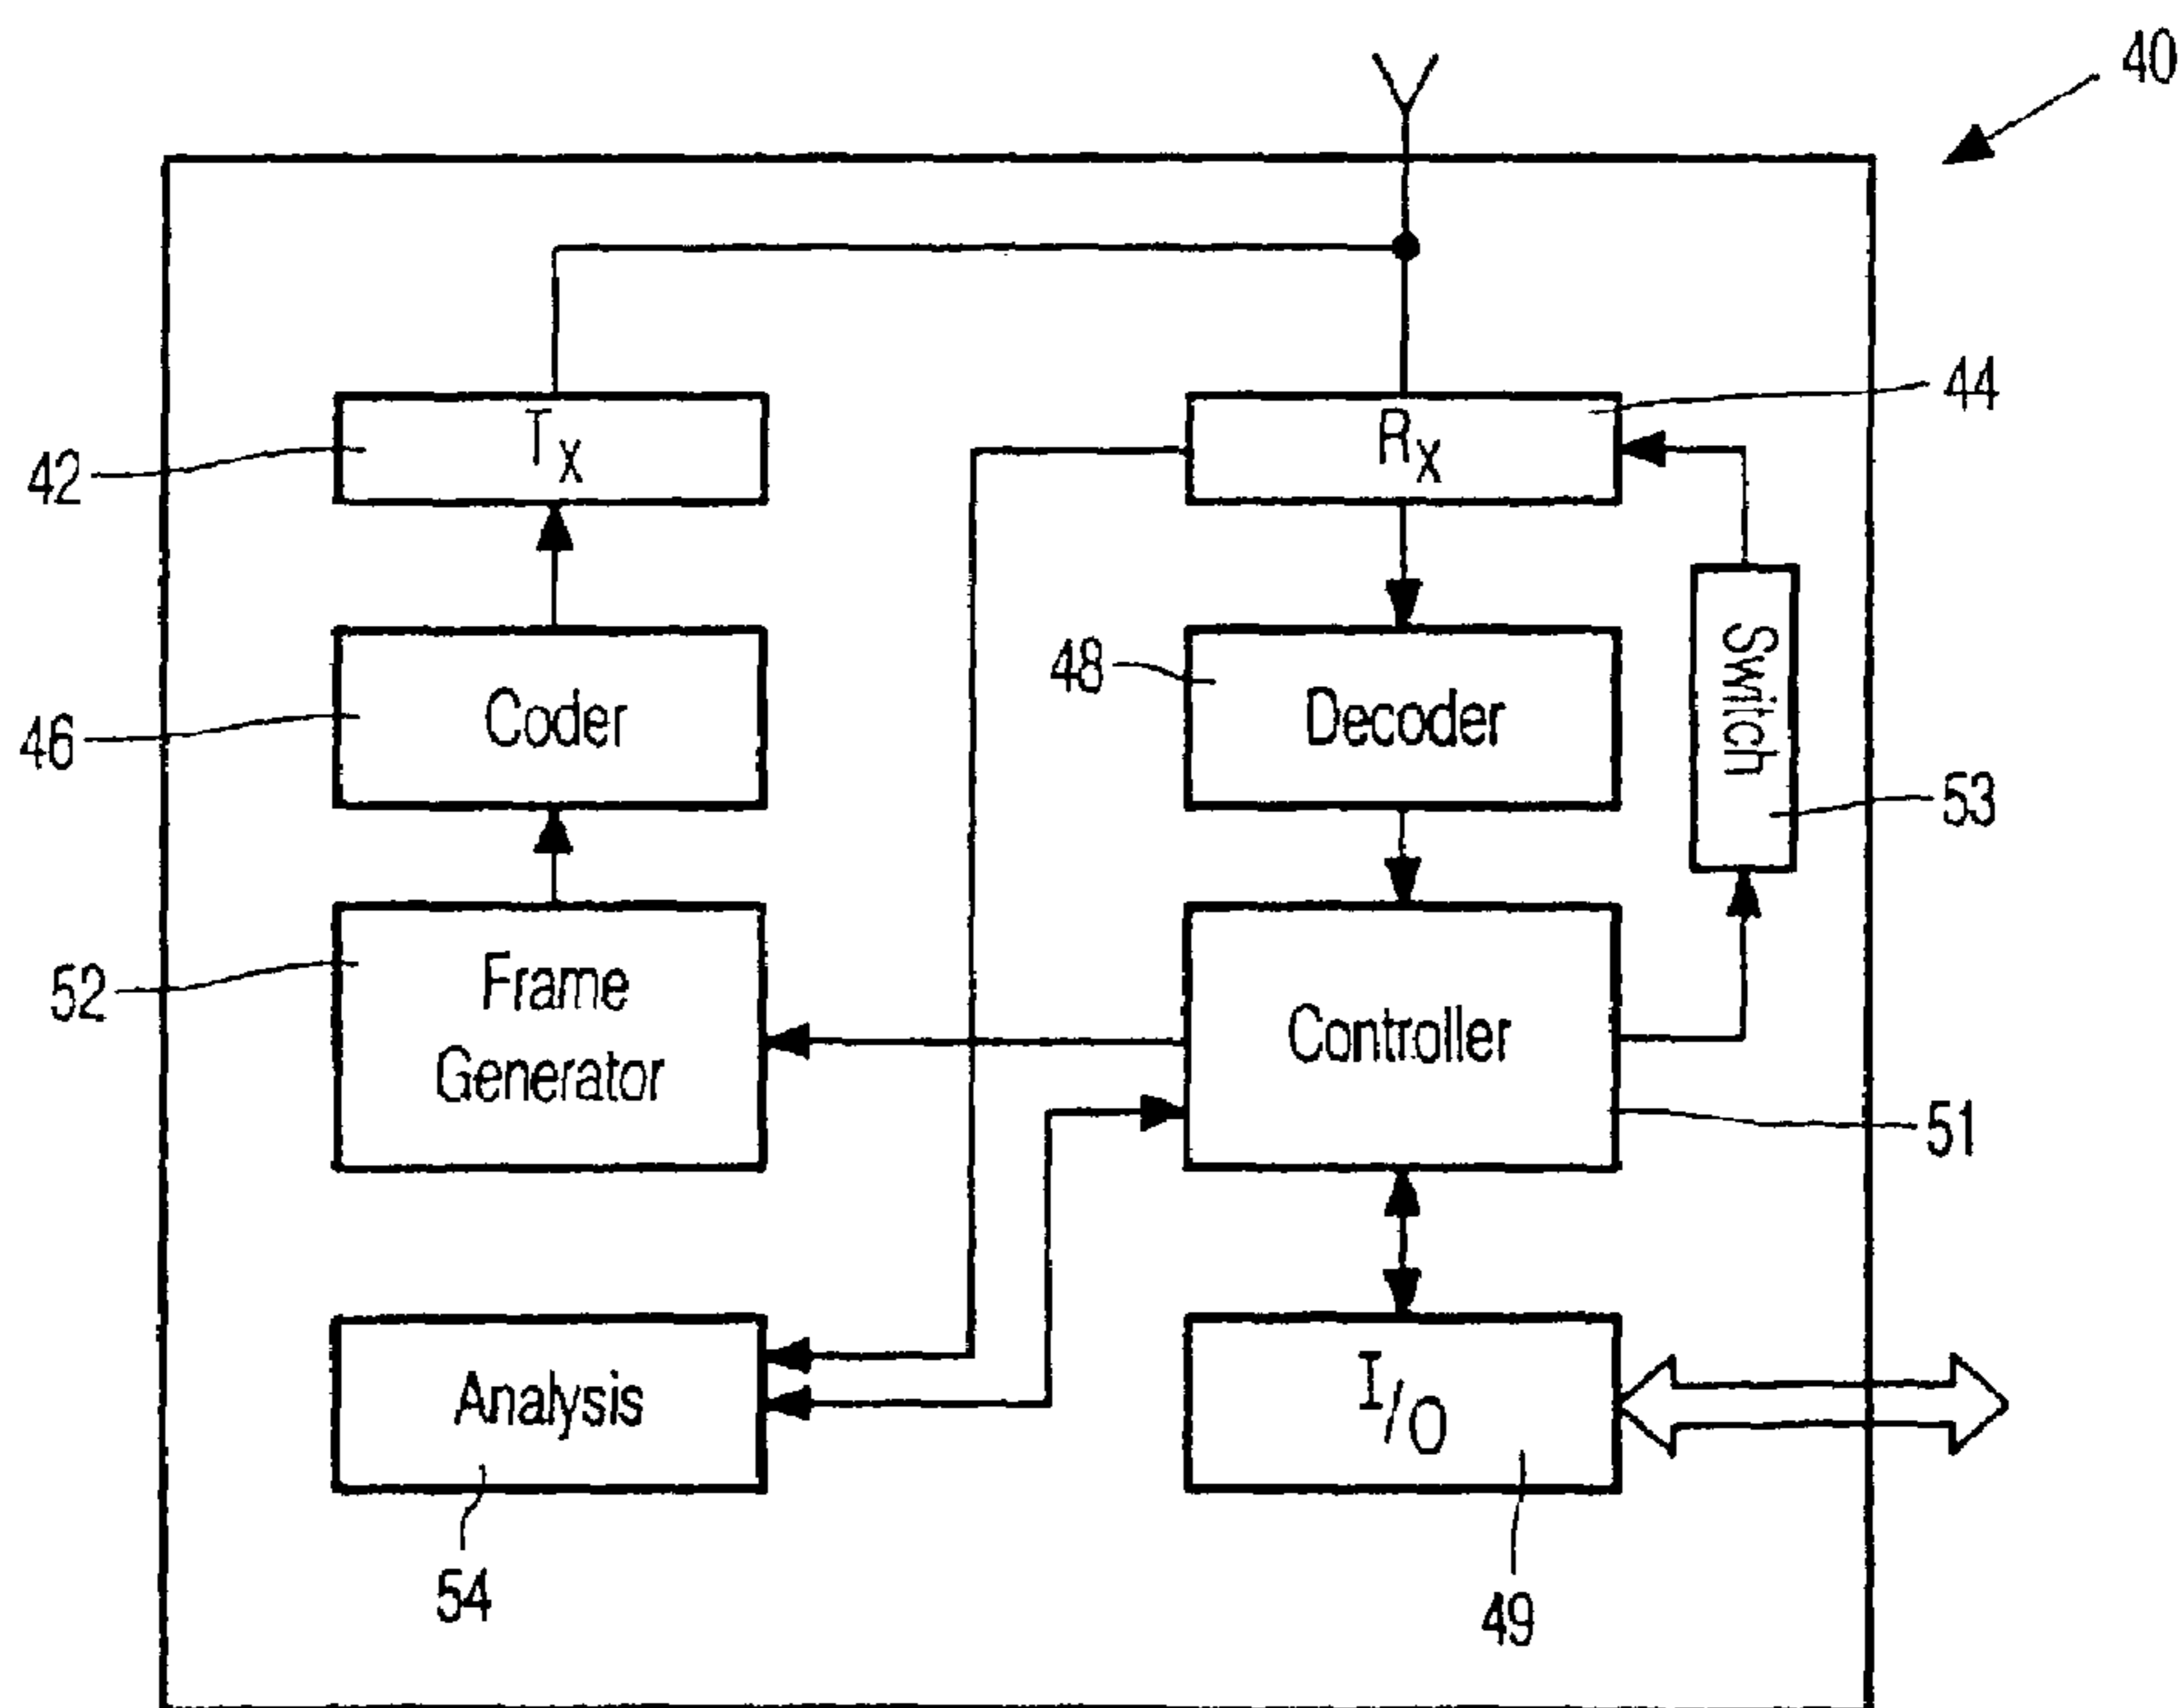 40
Tx
Rx
44
42
Coder
48
Decoder
Switch
46
53
52
Frame
Generator
Controller
51
Analysis
I/O
54
49